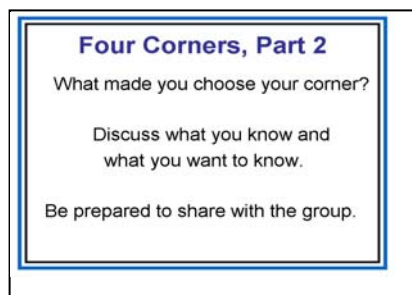 Four Corners, Part 2
What made you choose your corner?
Discuss what you know and
what you want to know.
Be prepared to share with the group.